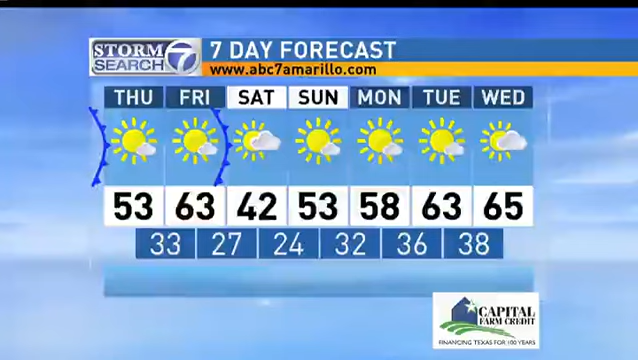 STORM
SEARCH 7
7 DAY FORECAST
www.abc7amarillo.com
THU FRI SAT SUN MON TUE WED
53 63 42 53 58 63 65
33 27 24 32 36 38
CAPITAL
FARM CREDIT
FINANCING TEXAS FOR 100 YEARS